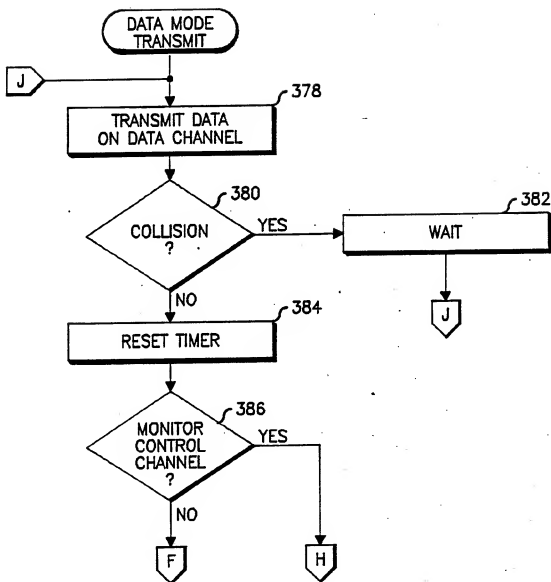 DATA MODE
TRANSMIT
J
378
TRANSMIT DATA
ON DATA CHANNEL
380
COLLISION
?
YES
382
WAIT
J
NO
384
RESET TIMER
386
MONITOR
CONTROL
CHANNEL
?
YES
NO
F
H